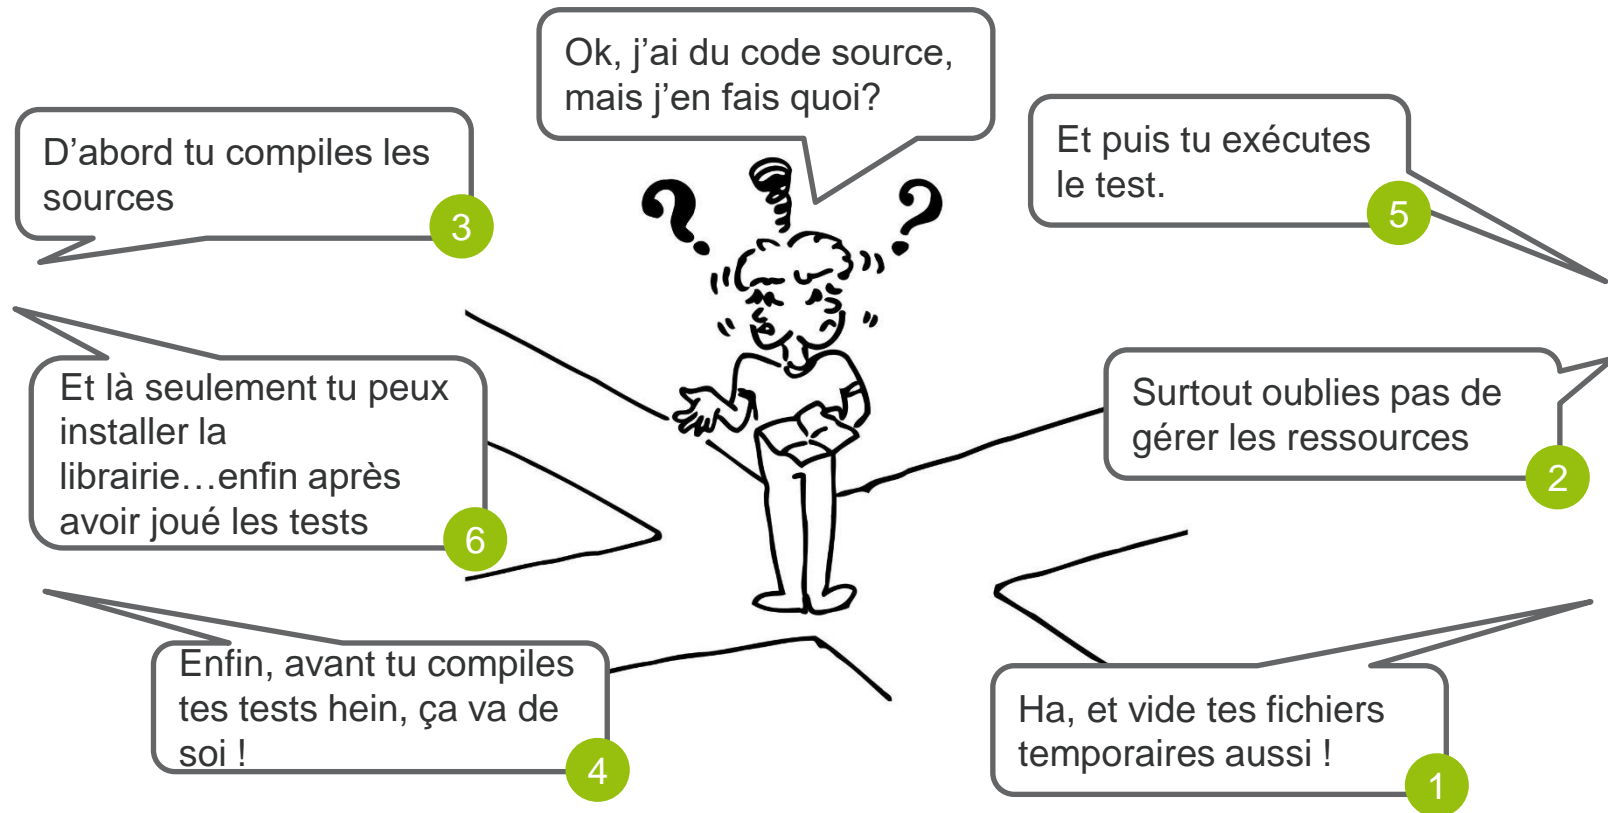 Ok, j’ai du code source,
mais j’en fais quoi?
D’abord tu compiles les
sources
3
Et puis tu exécutes
le test.
5
Et là seulement tu peux
installer la
librairie…enfin après
avoir joué les tests
6
Surtout oublies pas de
gérer les ressources
2
Enfin, avant tu compiles
tes tests hein, ça va de
soi !
4
Ha, et vide tes fichiers
temporaires aussi !
1